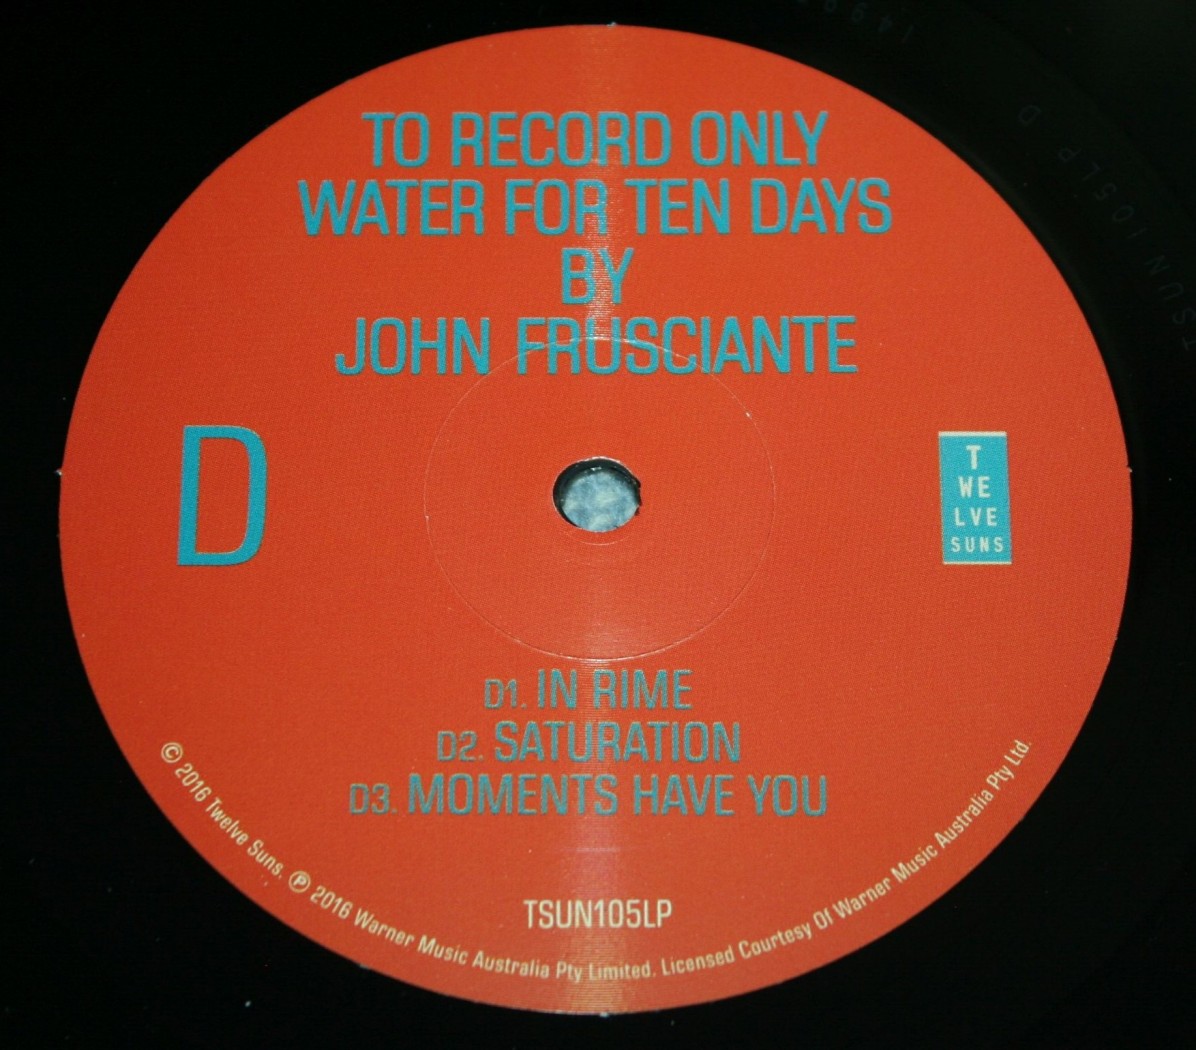 TO RECORD ONLY
WATER FOR TEN DAYS
BY
JOHN FRUSCIANTE
D
T
WE
LVE
SUNS
D1. IN RIME
D2. SATURATION
D3. MOMENTS HAVE YOU
TSUN105LP
© 2016 Twelve Suns. ℗ 2016 Warner Music Australia Pty Limited. Licensed Courtesy Of Warner Music Australia Pty Ltd.
TSUN 105LP D